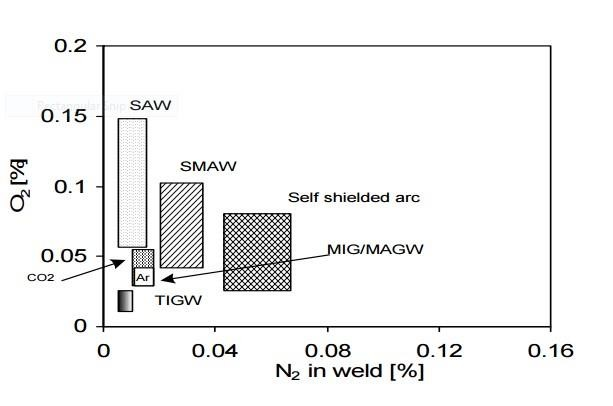 0.2
SAW
0.15
SMAW
0.1
Self shielded arc
O2 [%]
MIG/MAGW
0.05
CO2
Ar
TIGW
0
0 0.04 0.08 0.12 0.16
N2 in weld [%]